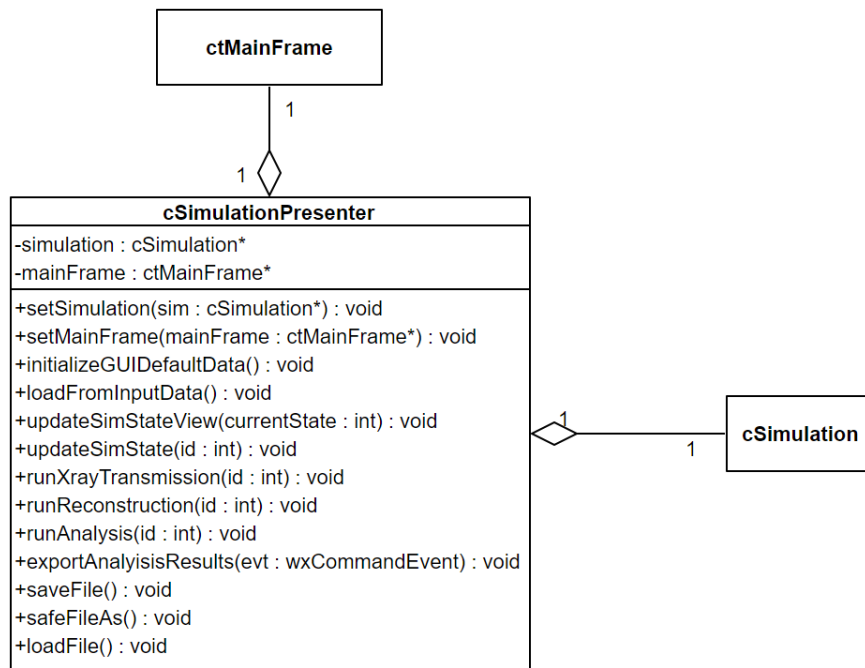 ctMainFrame
1
1
cSimulationPresenter
-simulation : cSimulation*
-mainFrame : ctMainFrame*
+setSimulation(sim : cSimulation*) : void
+setMainFrame(mainFrame : ctMainFrame*) : void
+initializeGUIDefaultData() : void
+loadFromInputData() : void
+updateSimStateView(currentState : int) : void
+updateSimState(id : int) : void
+runXrayTransmission(id : int) : void
+runReconstruction(id : int) : void
+runAnalysis(id : int) : void
+exportAnalyisisResults(evt : wxCommandEvent) : void
+saveFile() : void
+safeFileAs() : void
+loadFile() : void
1
1
cSimulation